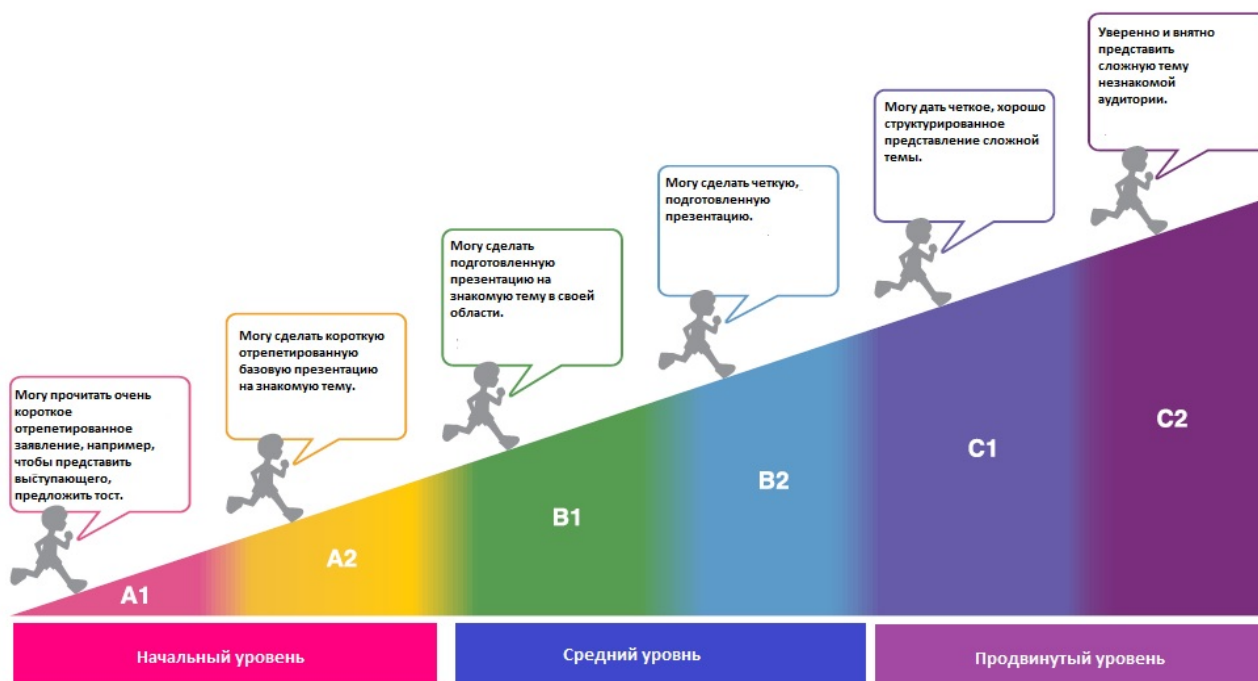 Могу прочитать очень
короткое
отрепетированное
заявление, например,
чтобы представить
выступающего,
предложить тост.
Могу сделать короткую
отрепетированную
базовую презентацию
на знакомую тему.
Могу сделать
подготовленную
презентацию на
знакомую тему в своей
области.
Могу сделать четкую,
подготовленную
презентацию.
Могу дать четкое, хорошо
структурированное
представление сложной
темы.
Уверенно и внятно
представить
сложную тему
незнакомой
аудитории.
A1
A2
B1
B2
C1
C2
Начальный уровень
Средний уровнь
Продвинутый уровень